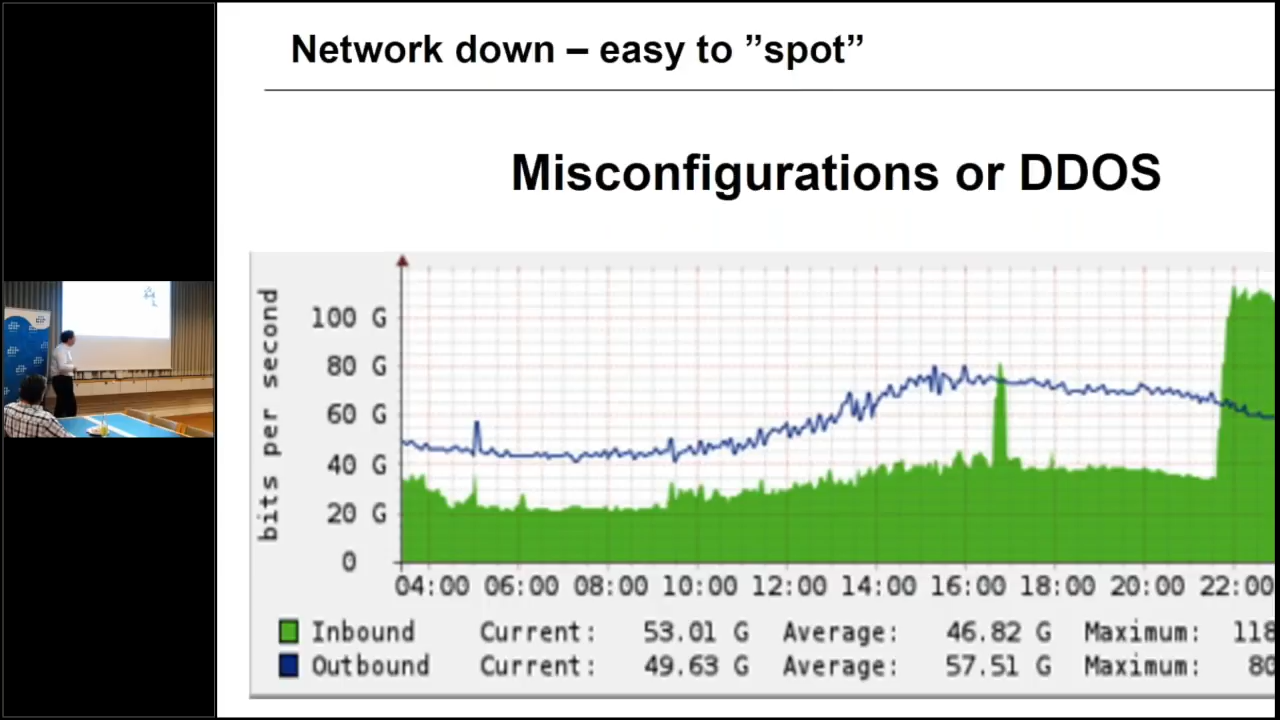 Network down – easy to ”spot”
Misconfigurations or DDOS
bits per second
100 G
80 G
60 G
40 G
20 G
0
04:00 06:00 08:00 10:00 12:00 14:00 16:00 18:00 20:00 22:00
Inbound Current: 53.01 G Average: 46.82 G Maximum: 118
Outbound Current: 49.63 G Average: 57.51 G Maximum: 80